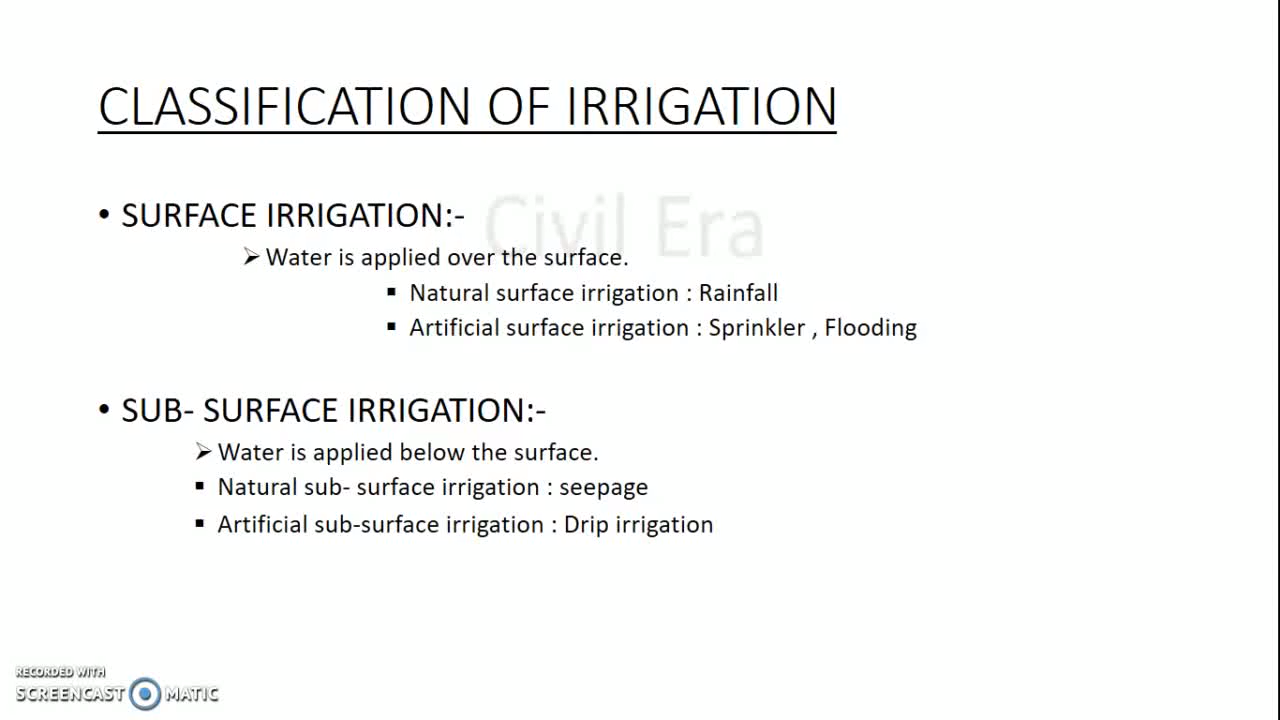 CLASSIFICATION OF IRRIGATION
Civil Era
• SURFACE IRRIGATION:-
➢ Water is applied over the surface.
▪ Natural surface irrigation : Rainfall
▪ Artificial surface irrigation : Sprinkler , Flooding
• SUB- SURFACE IRRIGATION:-
➢ Water is applied below the surface.
▪ Natural sub- surface irrigation : seepage
▪ Artificial sub-surface irrigation : Drip irrigation
RECORDED WITH
SCREENCAST MATIC